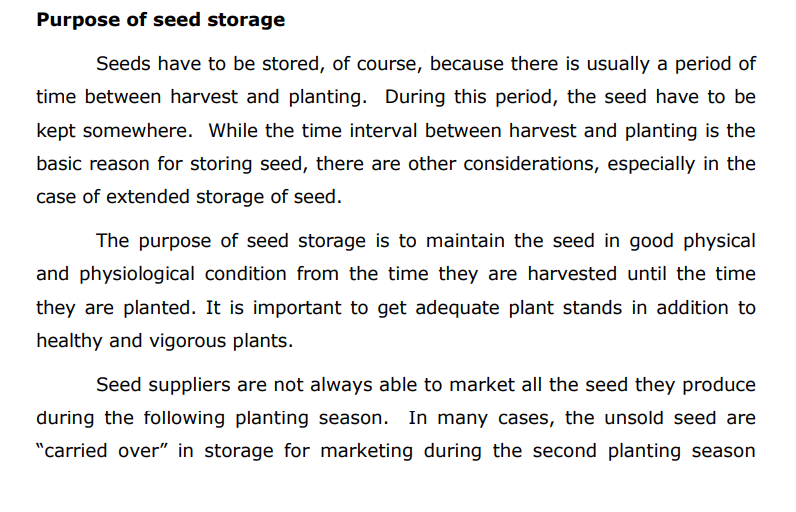 Purpose of seed storage
Seeds have to be stored, of course, because there is usually a period of
time between harvest and planting.  During this period, the seed have to be
kept somewhere.  While the time interval between harvest and planting is the
basic reason for storing seed, there are other considerations, especially in the
case of extended storage of seed.
The purpose of seed storage is to maintain the seed in good physical
and physiological condition from the time they are harvested until the time
they are planted. It is important to get adequate plant stands in addition to
healthy and vigorous plants.
Seed suppliers are not always able to market all the seed they produce
during the following planting season.  In many cases, the unsold seed are
“carried over” in storage for marketing during the second planting season